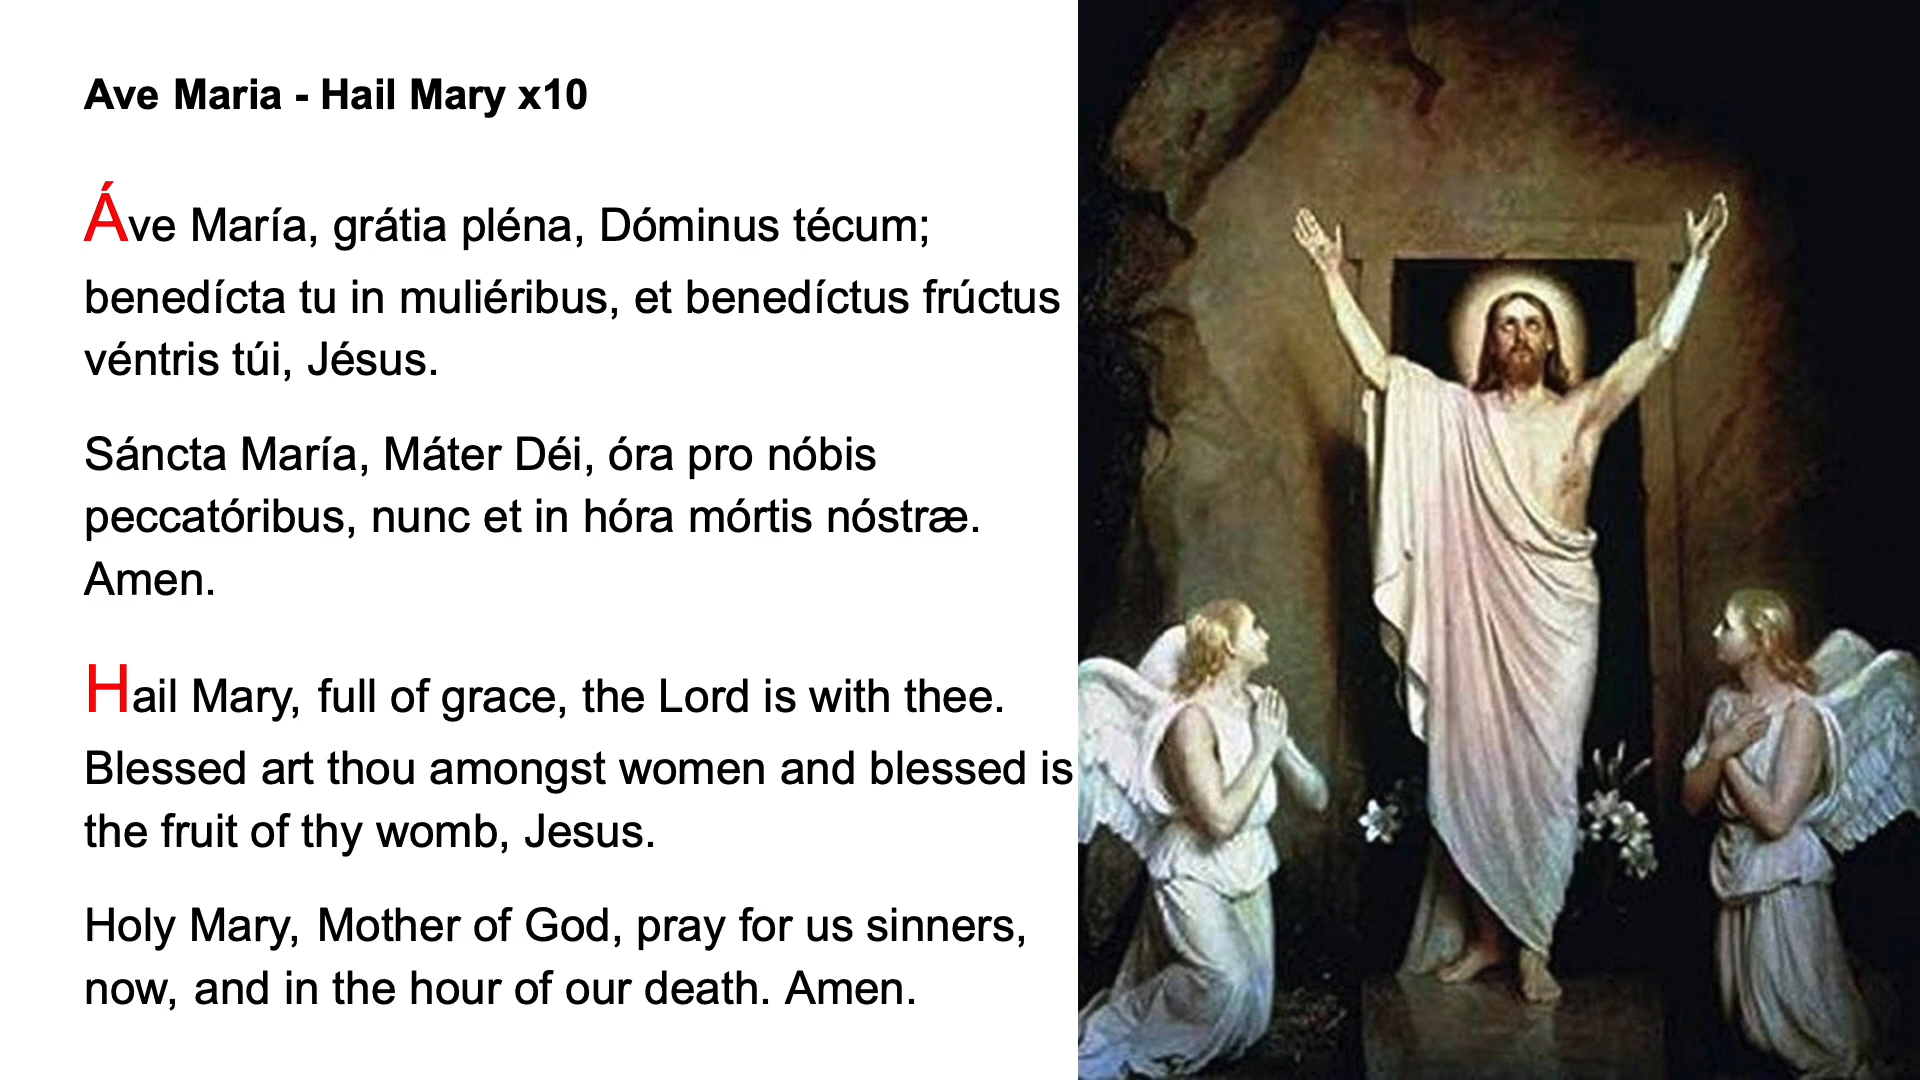 Ave Maria - Hail Mary x10
Áve María, grátia pléna, Dóminus técum;
benedícta tu in muliéribus, et benedíctus frúctus
véntris túi, Jésus.
Sáncta María, Máter Déi, óra pro nóbis
peccatóribus, nunc et in hóra mórtis nóstræ.
Amen.
Hail Mary, full of grace, the Lord is with thee.
Blessed art thou amongst women and blessed is
the fruit of thy womb, Jesus.
Holy Mary, Mother of God, pray for us sinners,
now, and in the hour of our death. Amen.